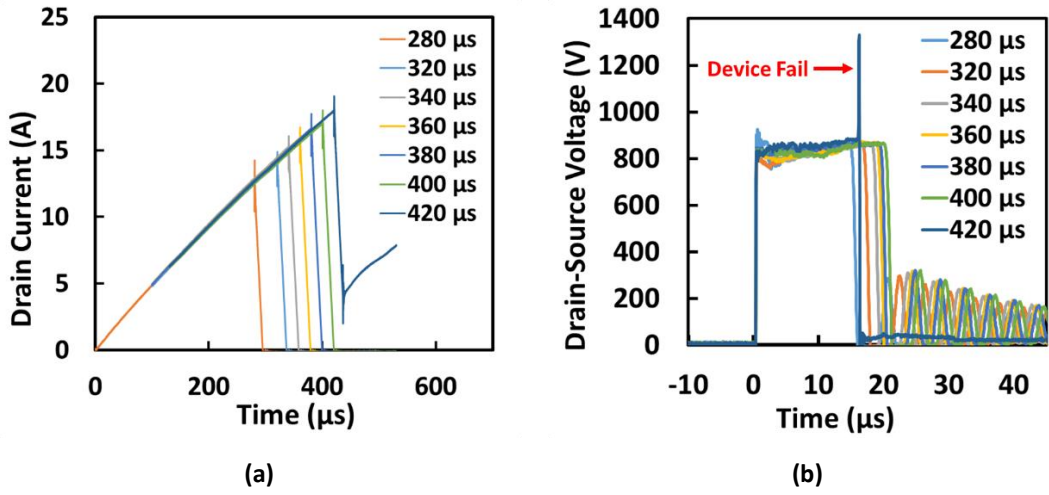 25
20
15
10
5
0
Drain Current (A)
280 µs
320 µs
340 µs
360 µs
380 µs
400 µs
420 µs
0
200
400
600
Time (µs)
(a)
1400
1200
1000
800
600
400
200
0
Drain-Source Voltage (V)
Device Fail
280 µs
320 µs
340 µs
360 µs
380 µs
400 µs
420 µs
-10
0
10
20
30
40
Time (µs)
(b)